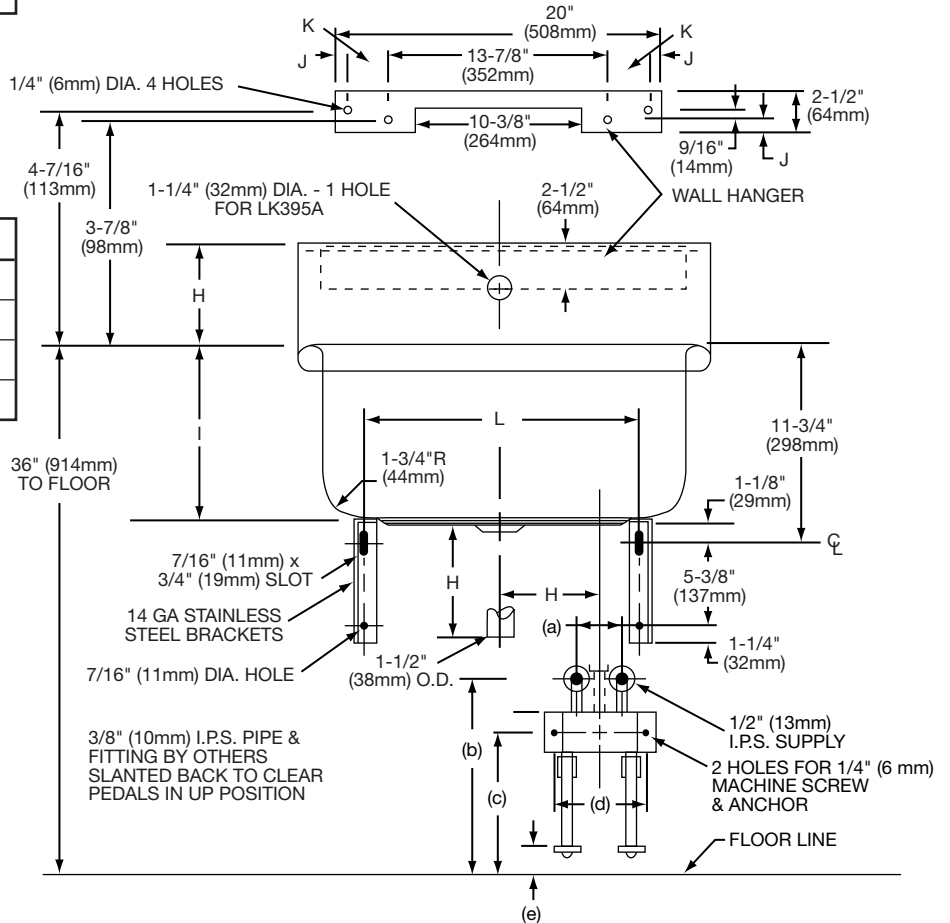 K
20"
(508mm)
K
J
13-7/8"
(352mm)
J
1/4" (6mm) DIA. 4 HOLES
2-1/2"
(64mm)
10-3/8"
(264mm)
9/16"
(14mm)
J
4-7/16"
(113mm)
1-1/4" (32mm) DIA. - 1 HOLE
FOR LK395A
2-1/2"
(64mm)
WALL HANGER
3-7/8"
(98mm)
H
L
11-3/4"
(298mm)
I
36" (914mm)
TO FLOOR
1-3/4"R
(44mm)
1-1/8"
(29mm)
CL
7/16" (11mm) x
3/4" (19mm) SLOT
H
H
5-3/8"
(137mm)
14 GA STAINLESS
STEEL BRACKETS
(a)
7/16" (11mm) DIA. HOLE
1-1/2"
(38mm) O.D.
1-1/4"
(32mm)
3/8" (10mm) I.P.S. PIPE &
FITTING BY OTHERS
SLANTED BACK TO CLEAR
PEDALS IN UP POSITION
(b)
1/2" (13mm)
I.P.S. SUPPLY
(c)
2 HOLES FOR 1/4" (6 mm)
MACHINE SCREW
& ANCHOR
(d)
FLOOR LINE
(e)